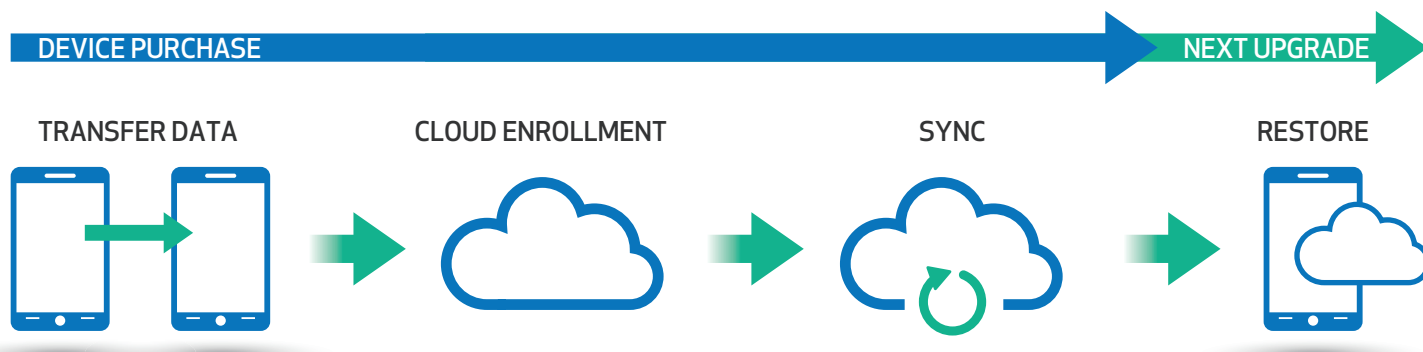 DEVICE PURCHASE
NEXT UPGRADE
TRANSFER DATA
CLOUD ENROLLMENT
SYNC
RESTORE